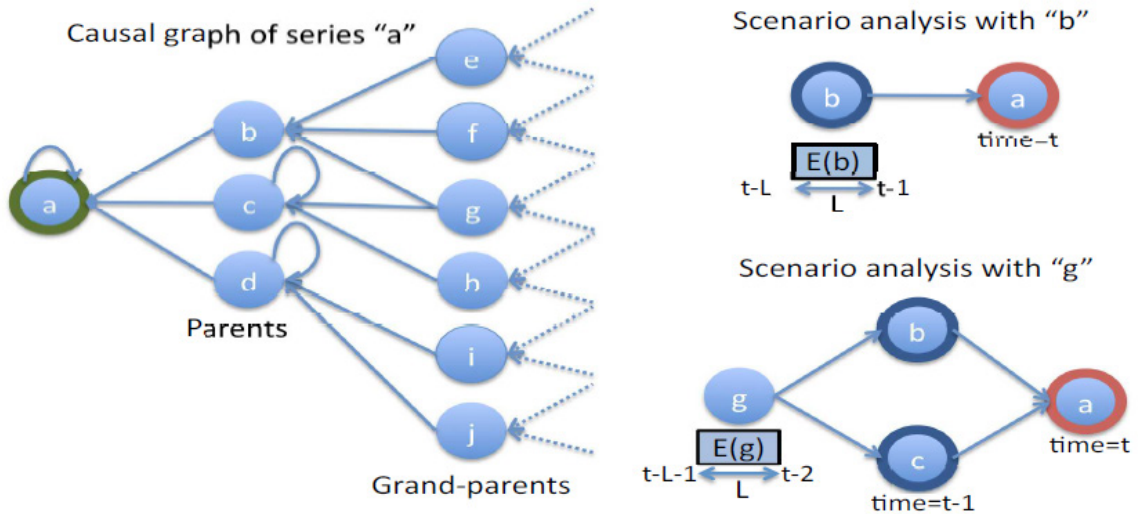 Causal graph of series “a”
a
b
c
d
Parents
e
f
g
h
i
j
Grand-parents
Scenario analysis with “b”
b
a
time=t
E(b)
t-L
t-1
L
Scenario analysis with “g”
b
g
a
E(g)
time=t
t-L-1
t-2
L
c
time=t-1